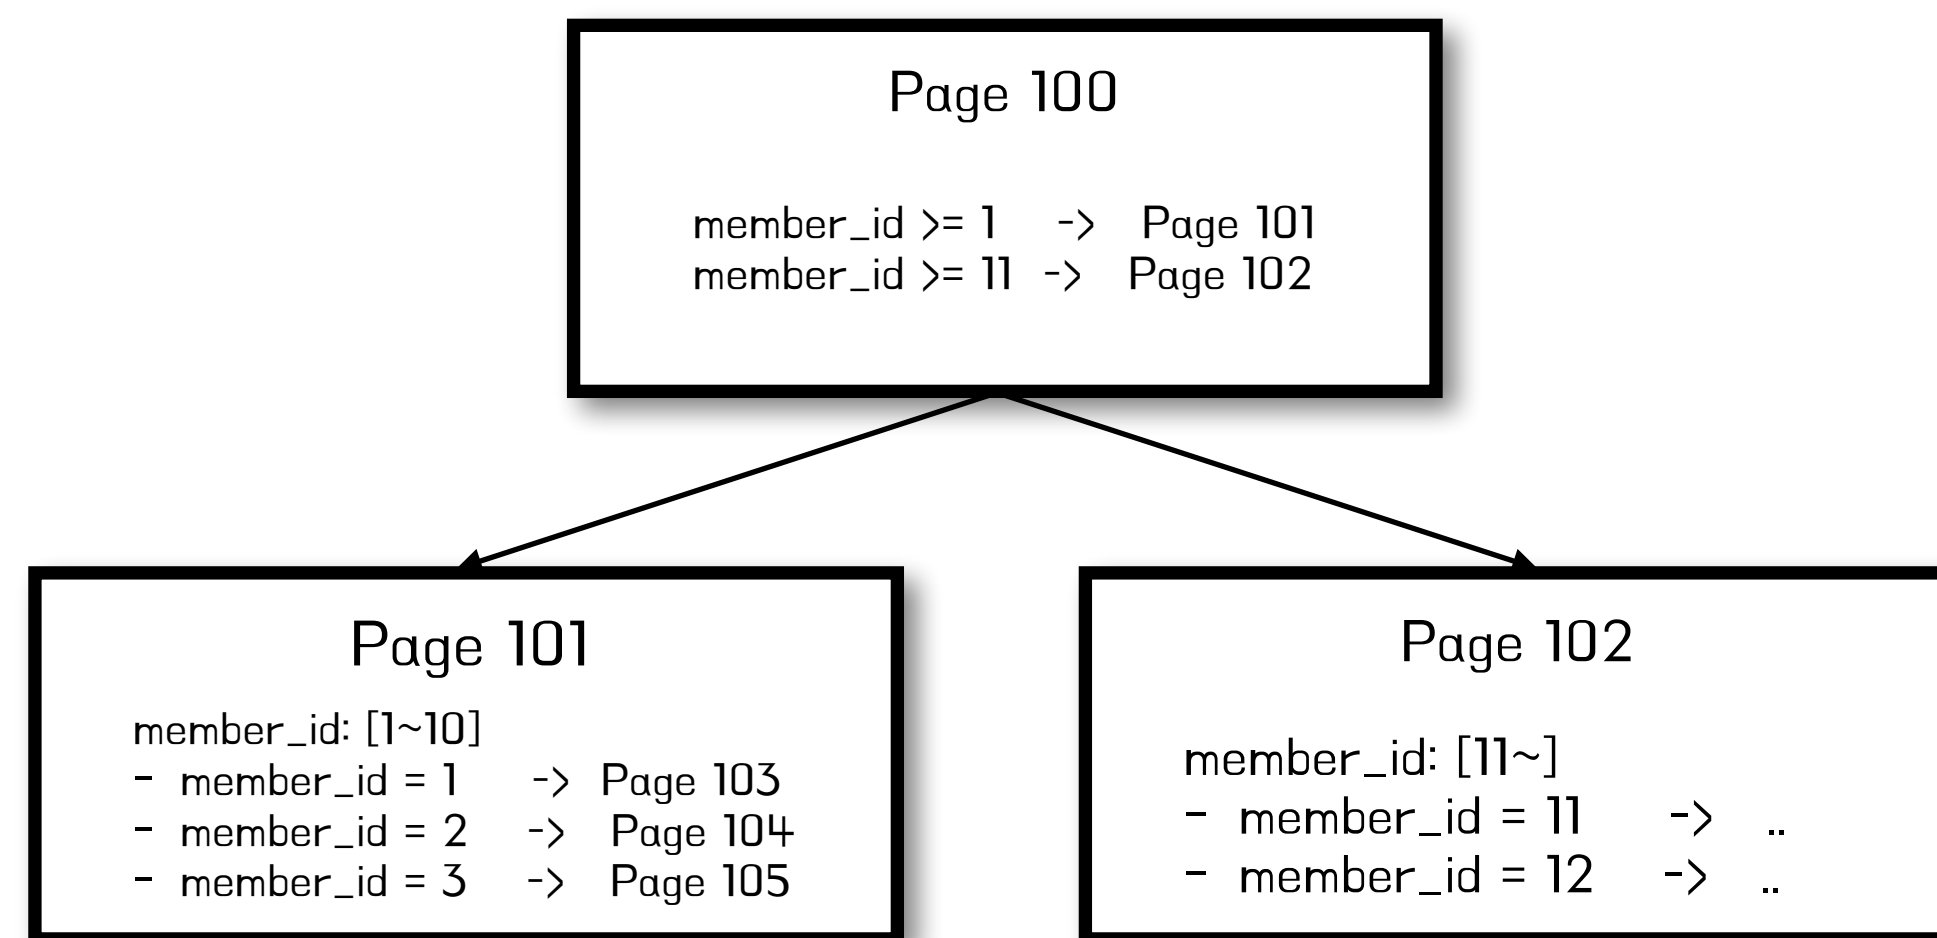 Page 100
member_id >= 1 -> Page 101
member_id >= 11 -> Page 102
Page 101
member_id: [1~10]
- member_id = 1 -> Page 103
- member_id = 2 -> Page 104
- member_id = 3 -> Page 105
Page 102
member_id: [11~]
- member_id = 11 -> ..
- member_id = 12 -> ..